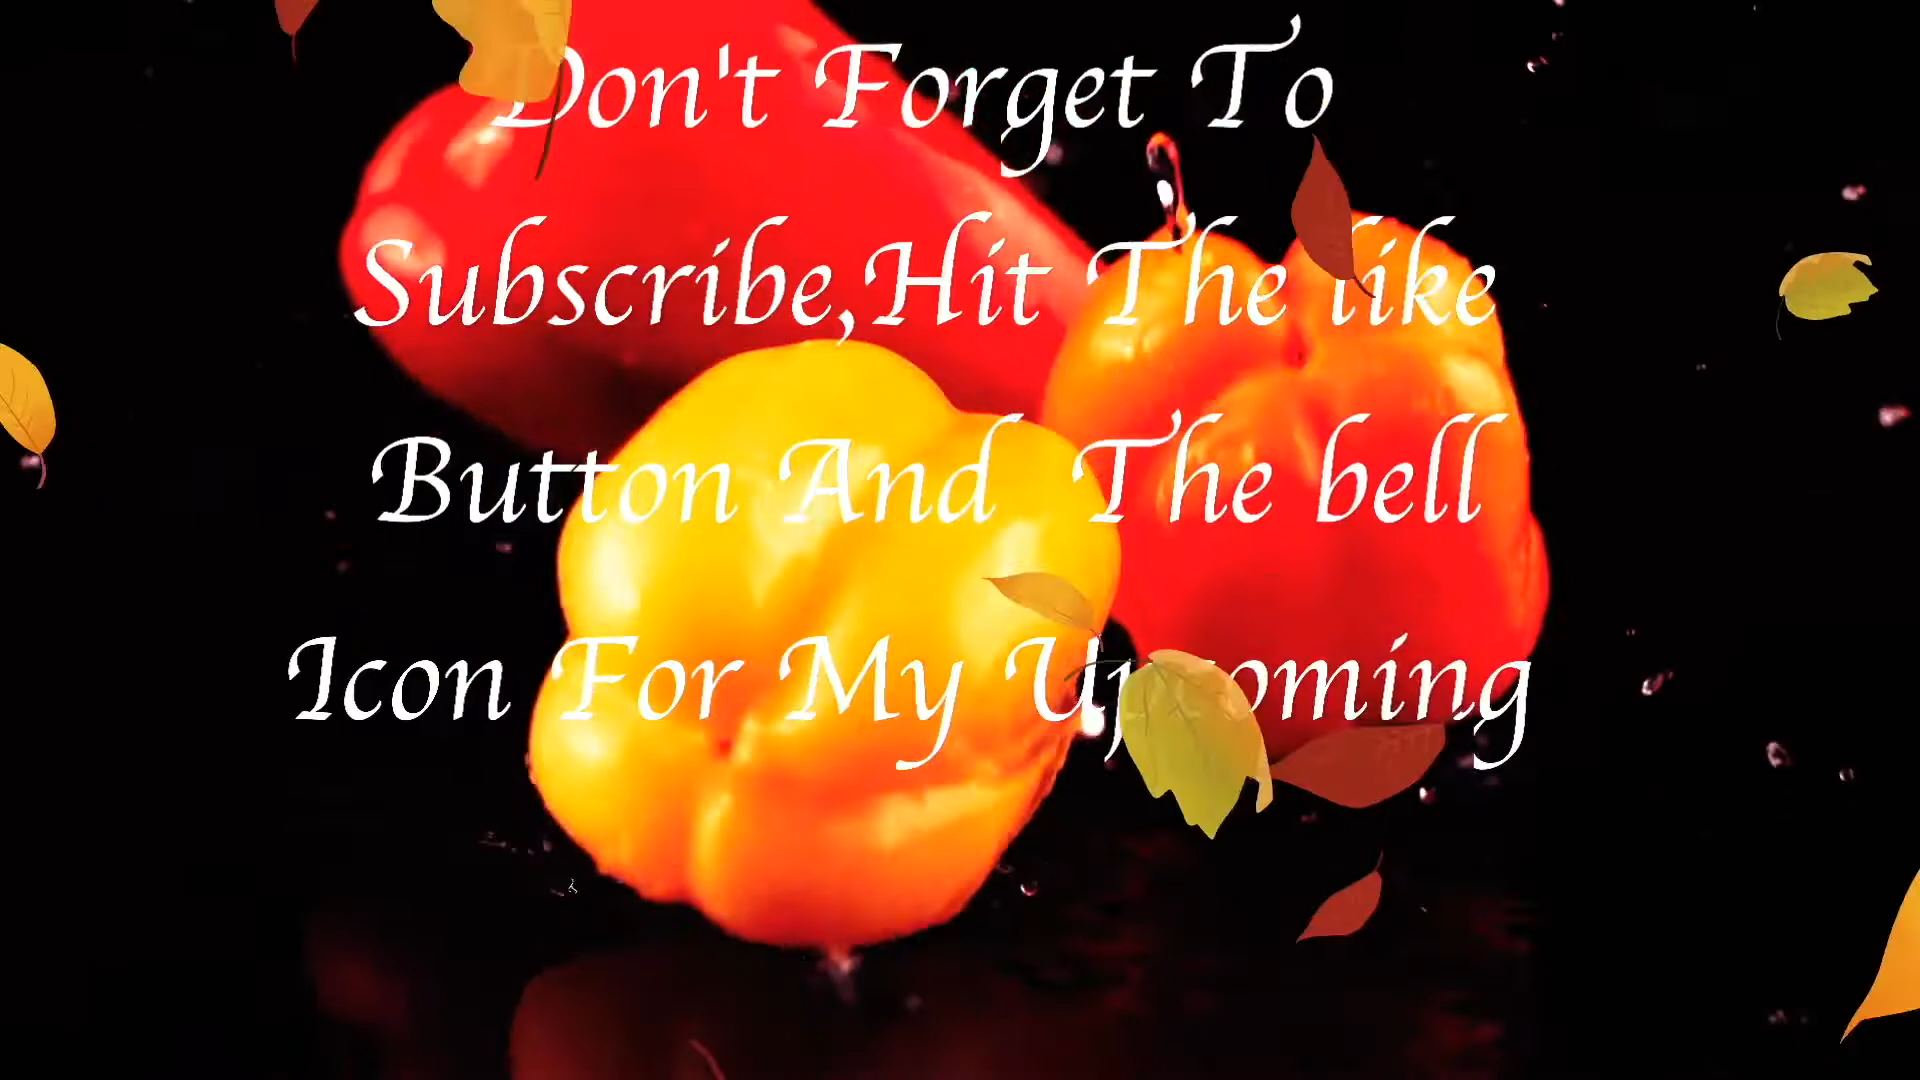 Don't Forget To
Subscribe,Hit The like
Button And The bell
Icon For My Upcoming